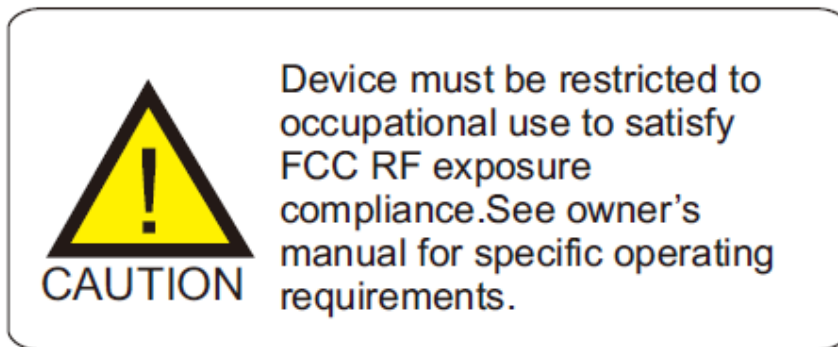 Device must be restricted to
occupational use to satisfy
FCC RF exposure
compliance.See owner's
manual for specific operating
requirements.
!
CAUTION